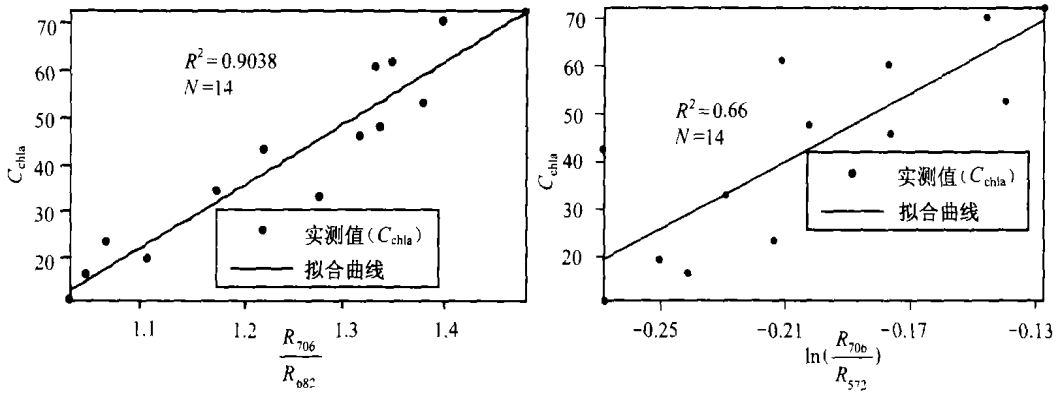 70
60
50
40
30
20
C_chla
R² = 0.9038
N = 14
实测值(C_chla)
拟合曲线
1.1 1.2 1.3 1.4
R_706
R_682
70
60
50
40
30
20
C_chla
R² = 0.66
N = 14
实测值(C_chla)
拟合曲线
-0.25 -0.21 -0.17 -0.13
ln(R_706/R_572)